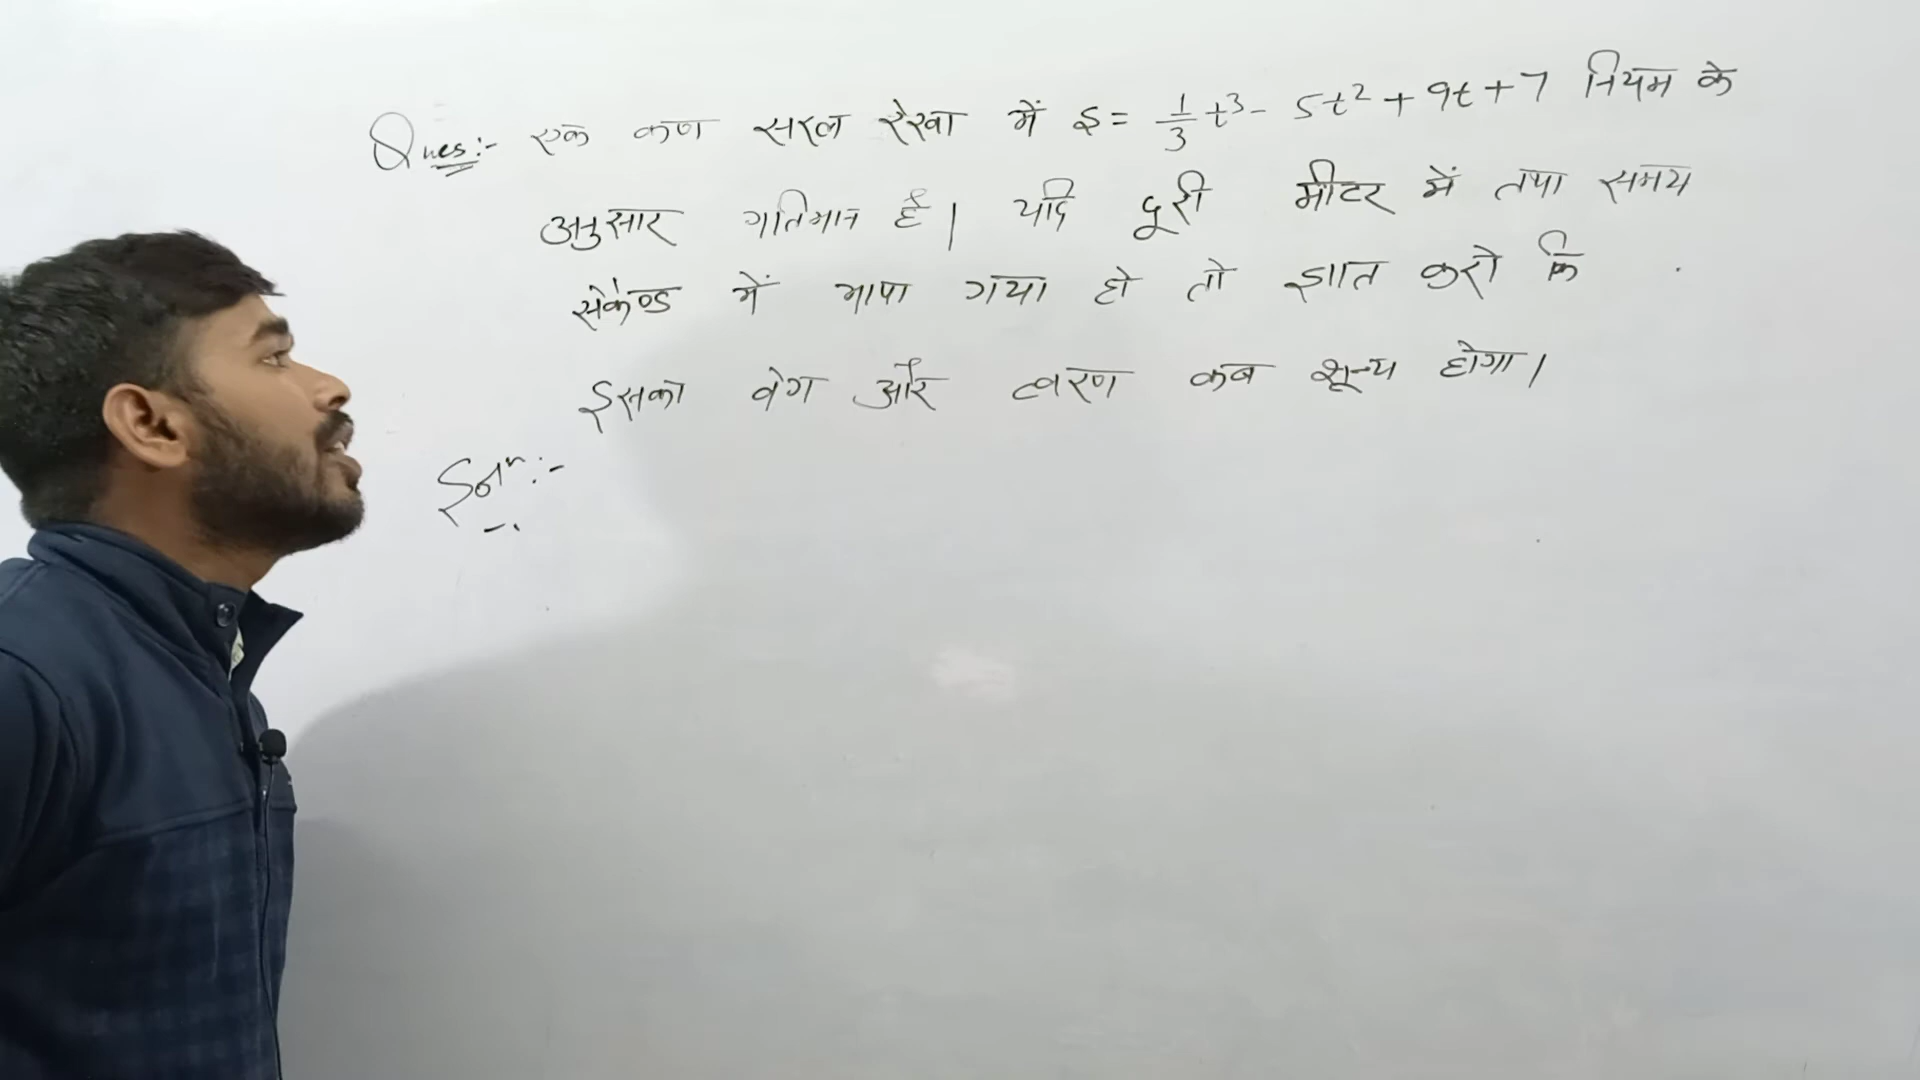 Ques:- एक कण सरल रेखा में s = 1/3 t³ - 5t² + 9t + 7 नियम के
अनुसार गतिमान है। यदि दूरी मीटर में तथा समय
सेकेण्ड में मापा गया हो तो ज्ञात करो कि
इसका वेग और त्वरण कब शून्य होगा।
Solⁿ:-